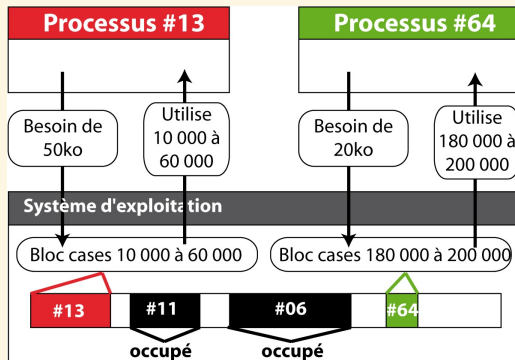 Processus #13
Processus #64
Besoin de
50ko
Utilise
10 000 à
60 000
Besoin de
20ko
Utilise
180 000 à
200 000
Système d'exploitation
Bloc cases 10 000 à 60 000
Bloc cases 180 000 à 200 000
#13
#11
#06
#64
occupé
occupé